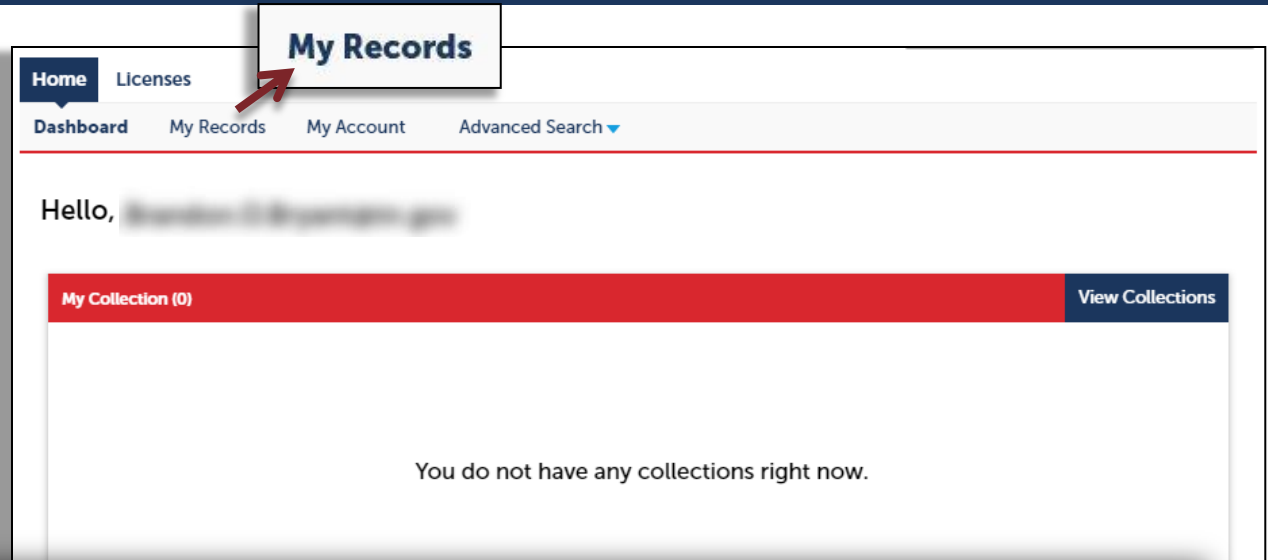 My Records
Home Licenses
Dashboard My Records My Account Advanced Search
Hello,
My Collection (0) View Collections
You do not have any collections right now.